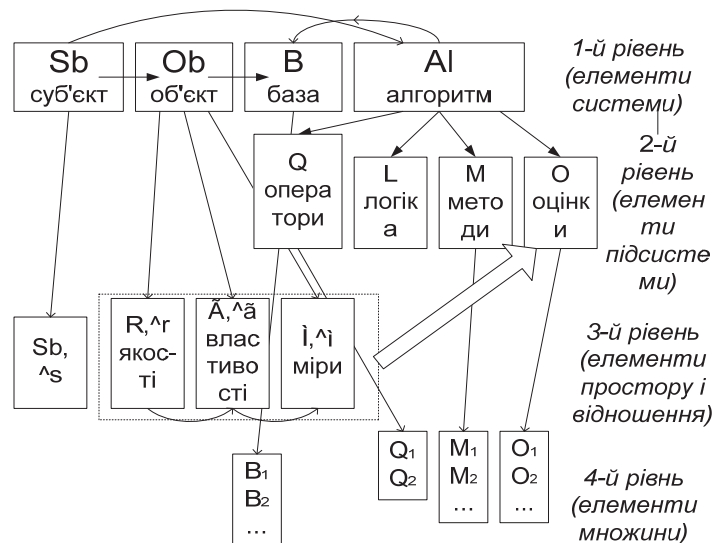 Sb
суб'єкт
Ob
об'єкт
B
база
Al
алгоритм
1-й рівень
(елементи
системи)
Q
опера
тори
L
логік
а
M
мето
ди
O
оцінк
и
2-й
рівень
(елемен
ти
підсисте
ми)
Sb,
^s
R,^r
якос-
ті
Ã,^ã
влас
тиво
сті
Ì,^ì
міри
3-й рівень
(елементи
простору і
відношення)
B1
B2
...
Q1
Q2
M1
M2
...
O1
O2
...
4-й рівнь
(елементи
множини)